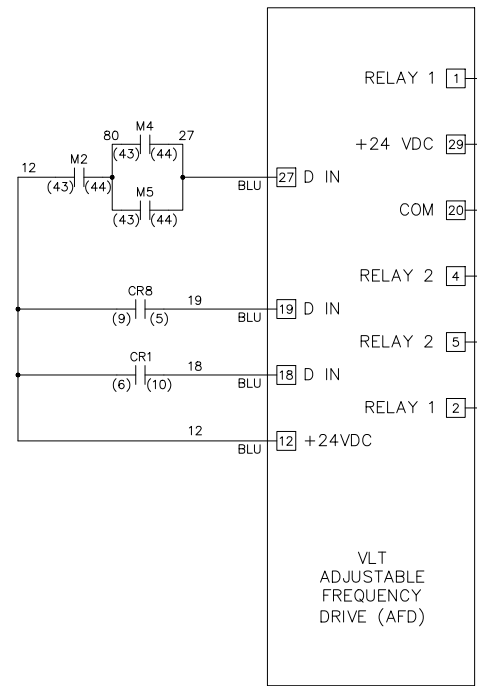 RELAY 1 1
M4
80 27
(43) (44)
+24 VDC 29
M2
12
(43) (44)
27 D IN
BLU
M5
(43) (44)
COM 20
RELAY 2 4
CR8
19
(9) (5)
19 D IN
BLU
RELAY 2 5
CR1
18
(6) (10)
18 D IN
BLU
RELAY 1 2
12
12 +24VDC
BLU
VLT
ADJUSTABLE
FREQUENCY
DRIVE (AFD)